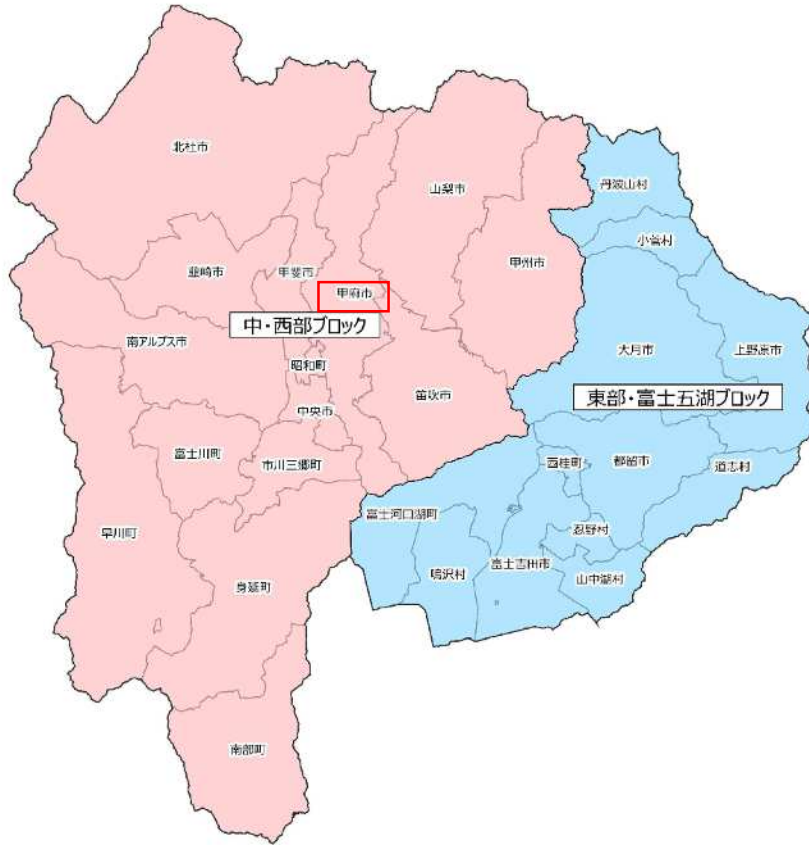 北杜市
山梨市
丹波山村
小菅村
韮崎市
甲斐市
甲州市
甲府市
中・西部ブロック
南アルプス市
大月市
上野原市
昭和町
笛吹市
東部・富士五湖ブロック
中央市
富士川町
市川三郷町
西桂町
都留市
道志村
富士河口湖町
早川町
忍野村
鳴沢村
富士吉田市
山中湖村
身延町
南部町